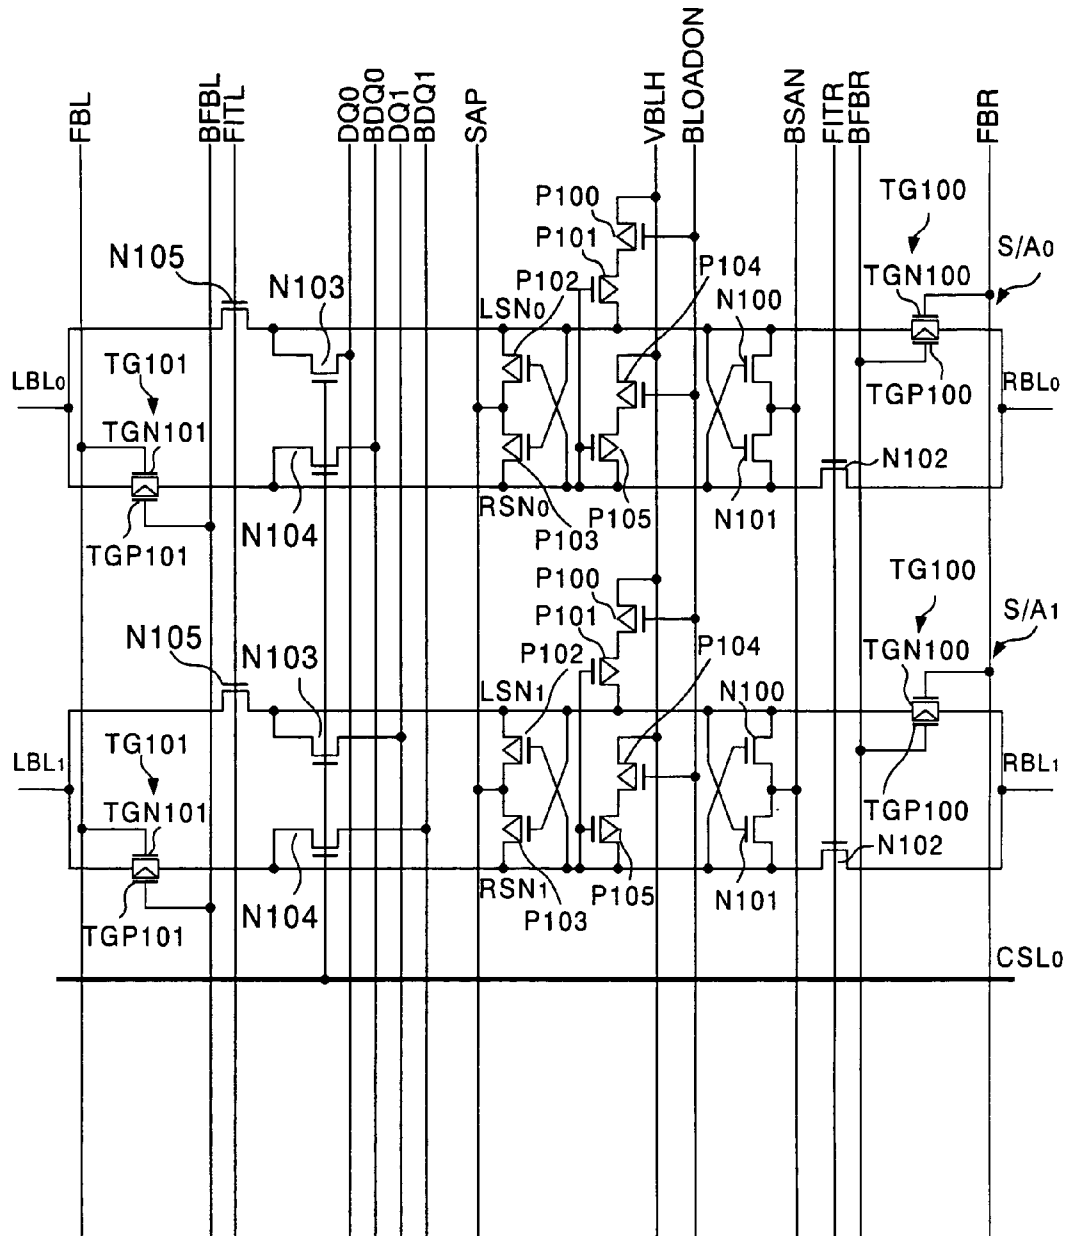 FBL
BFBL
FITL
DQ0
BDQ0
DQ1
BDQ1
SAP
VBLH
BLOADON
BSAN
FITR
BFBR
FBR
P100
TG100
P101
S/A0
N105
N103
P102
P104
TGN100
LSN0
N100
TG101
LBL0
TGP100
RBL0
TGN101
N102
RSN0
P105
N104
N101
P103
TGP101
P100
TG100
P101
S/A1
N105
N103
P102
P104
TGN100
LSN1
N100
TG101
LBL1
RBL1
TGN101
TGP100
N102
RSN1
P105
N104
N101
P103
TGP101
CSL0